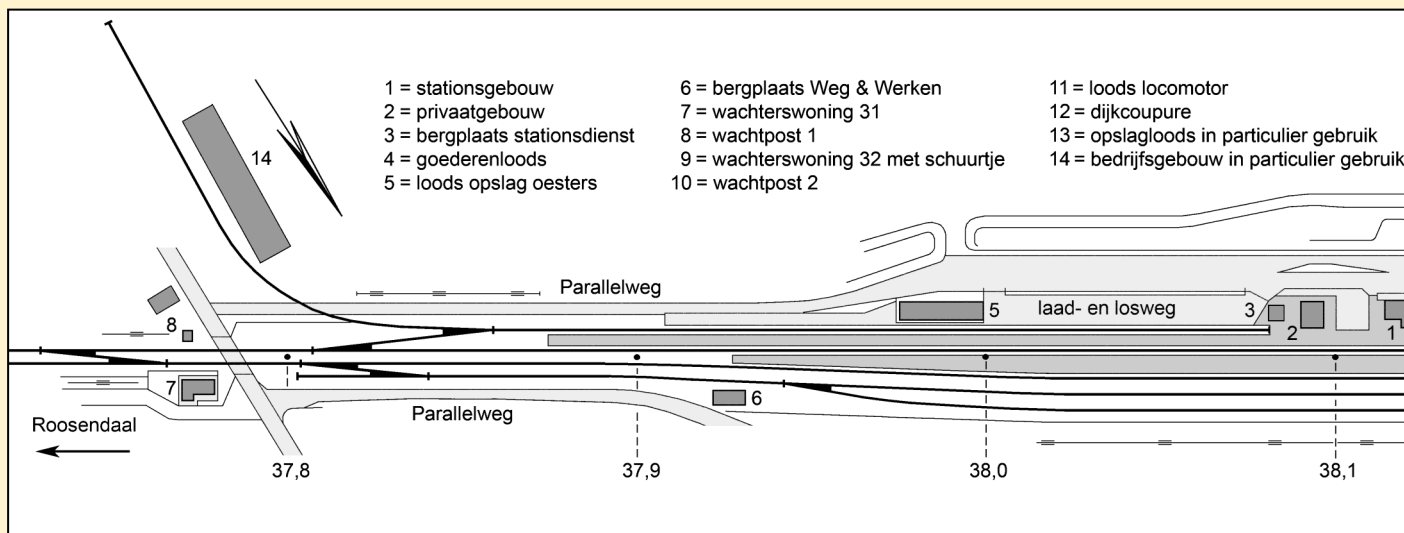 1 = stationsgebouw
2 = privaatgebouw
3 = bergplaats stationsdienst
4 = goederenloods
5 = loods opslag oesters
6 = bergplaats Weg & Werken
7 = wachterswoning 31
8 = wachtpost 1
9 = wachterswoning 32 met schuurtje
10 = wachtpost 2
11 = loods locomotor
12 = dijkcoupure
13 = opslagloods in particulier gebruik
14 = bedrijfsgebouw in particulier gebruik
14
Parallelweg
5
laad- en losweg
3
2
1
8
7
6
Parallelweg
Roosendaal
37,8
37,9
38,0
38,1